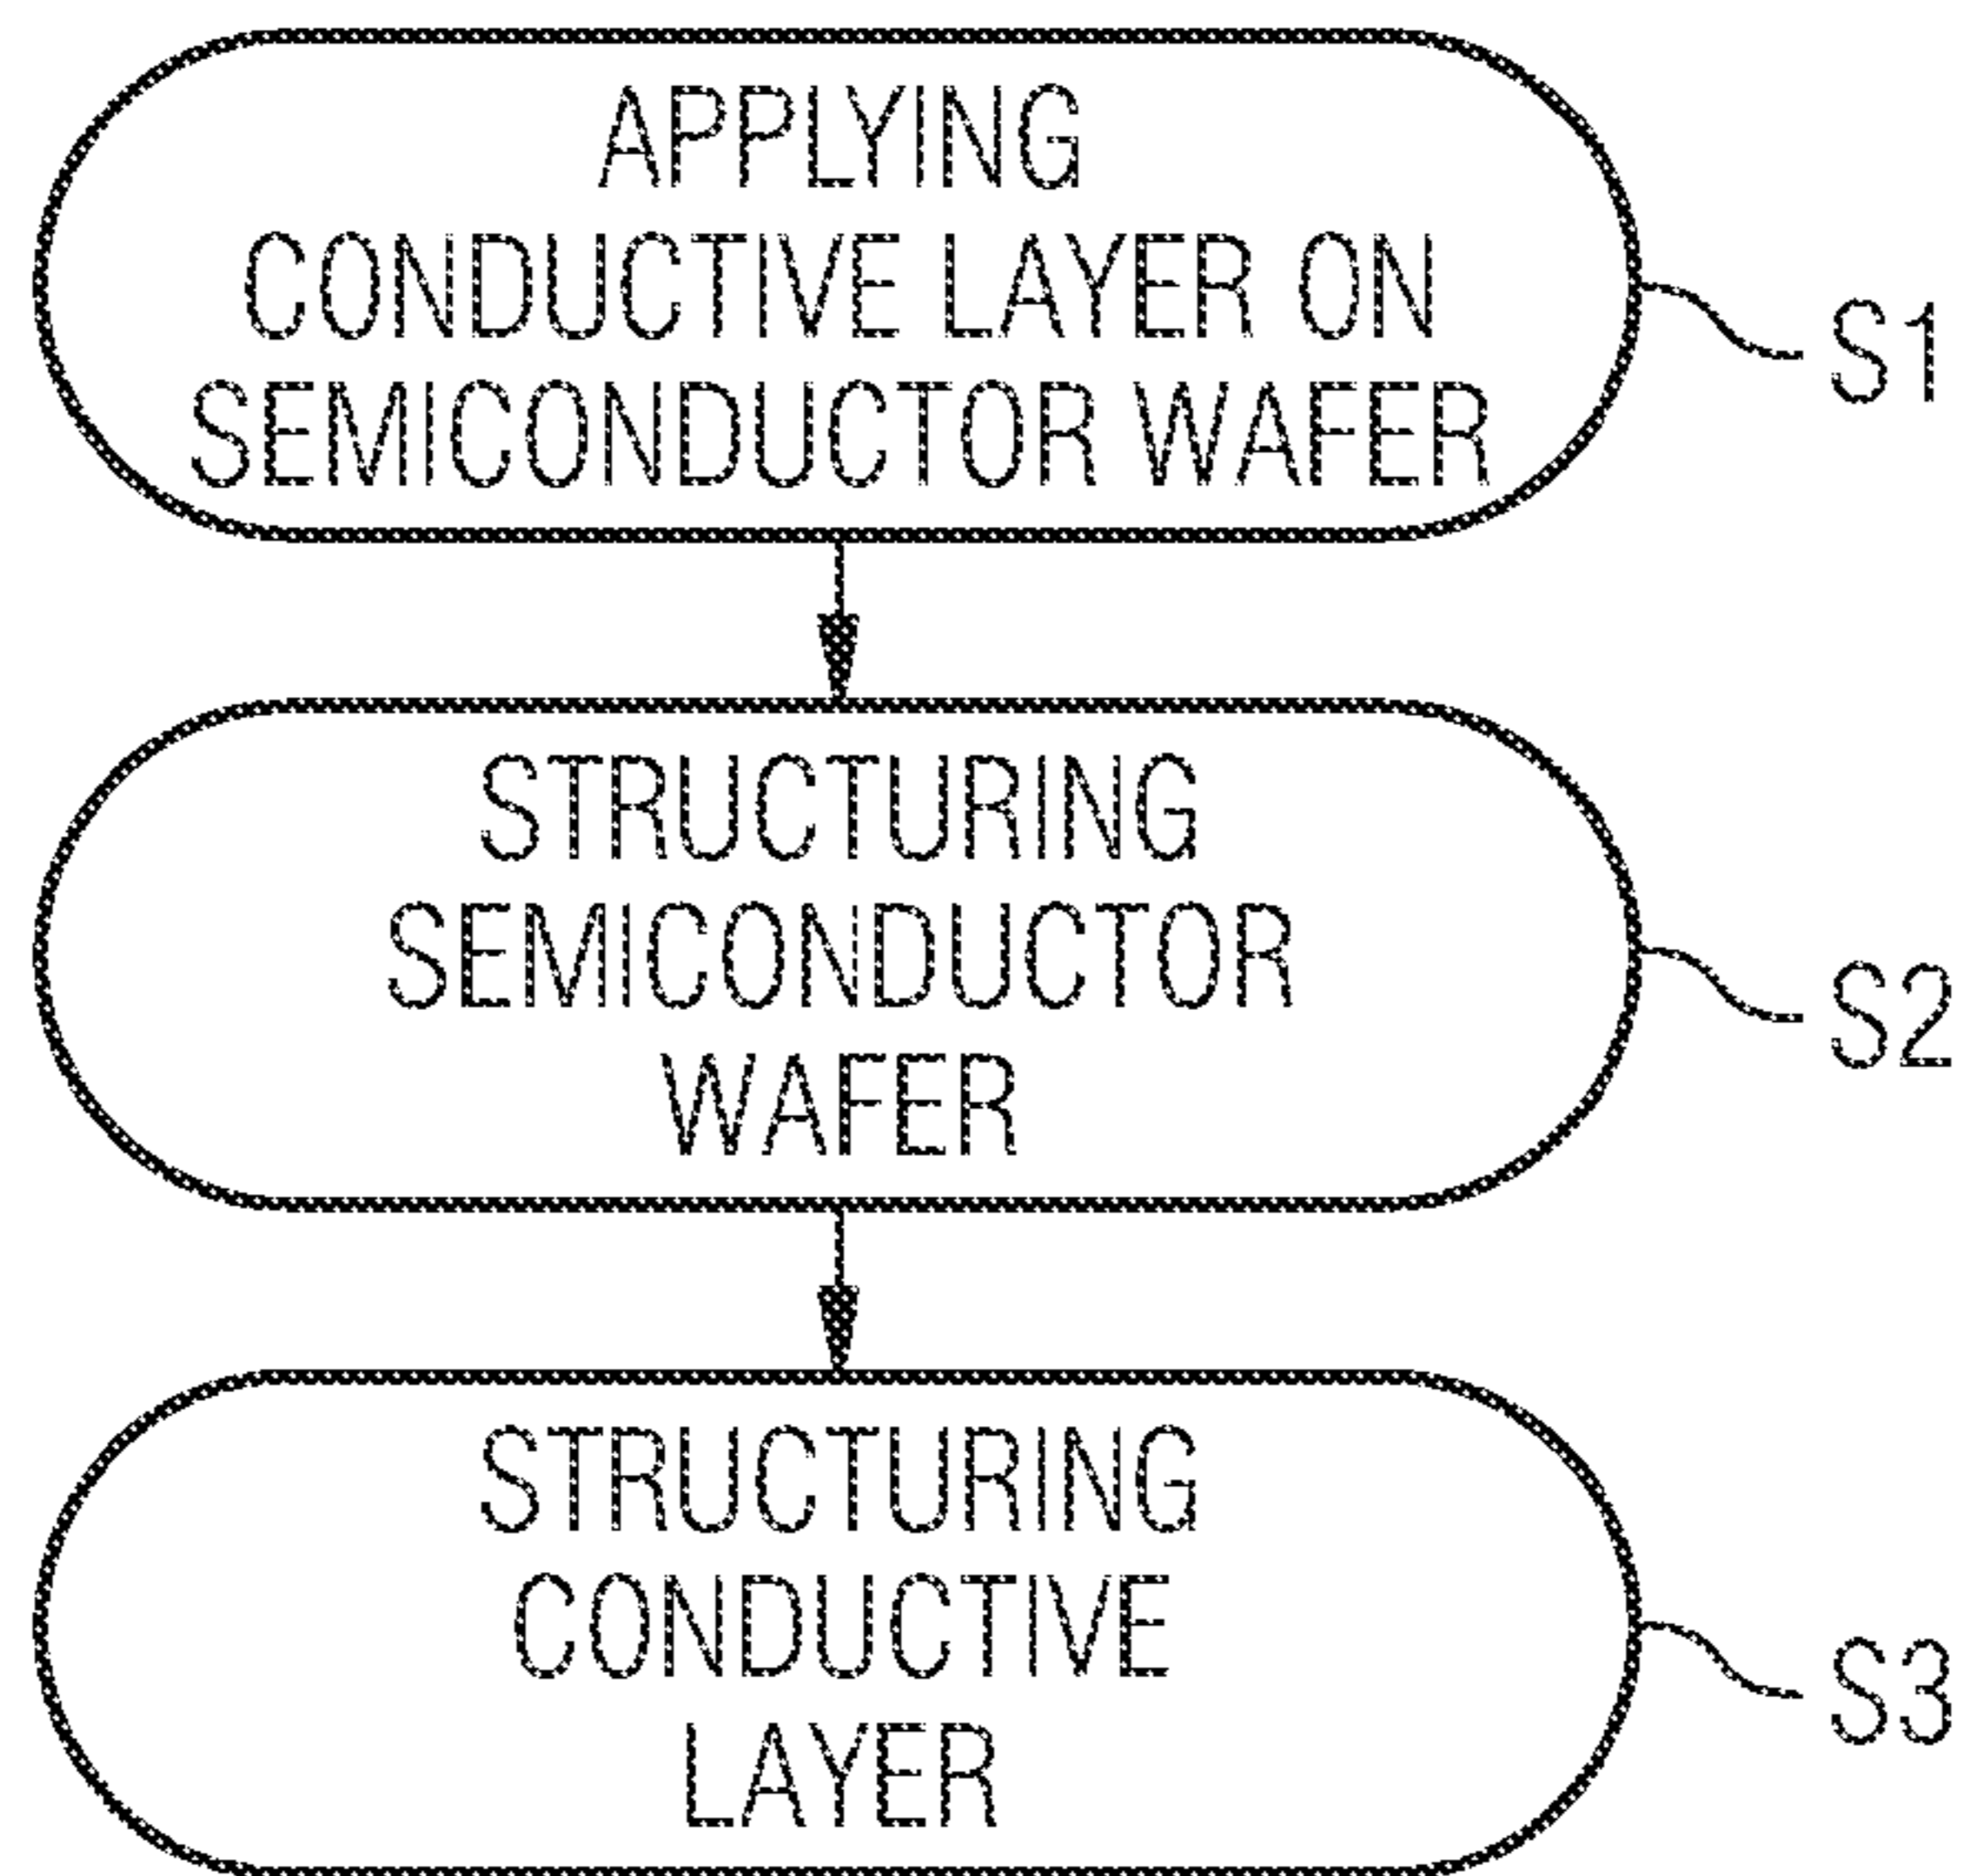 APPLYING
CONDUCTIVE LAYER ON
SEMICONDUCTOR WAFER
S1
STRUCTURING
SEMICONDUCTOR
WAFER
S2
STRUCTURING
CONDUCTIVE
LAYER
S3